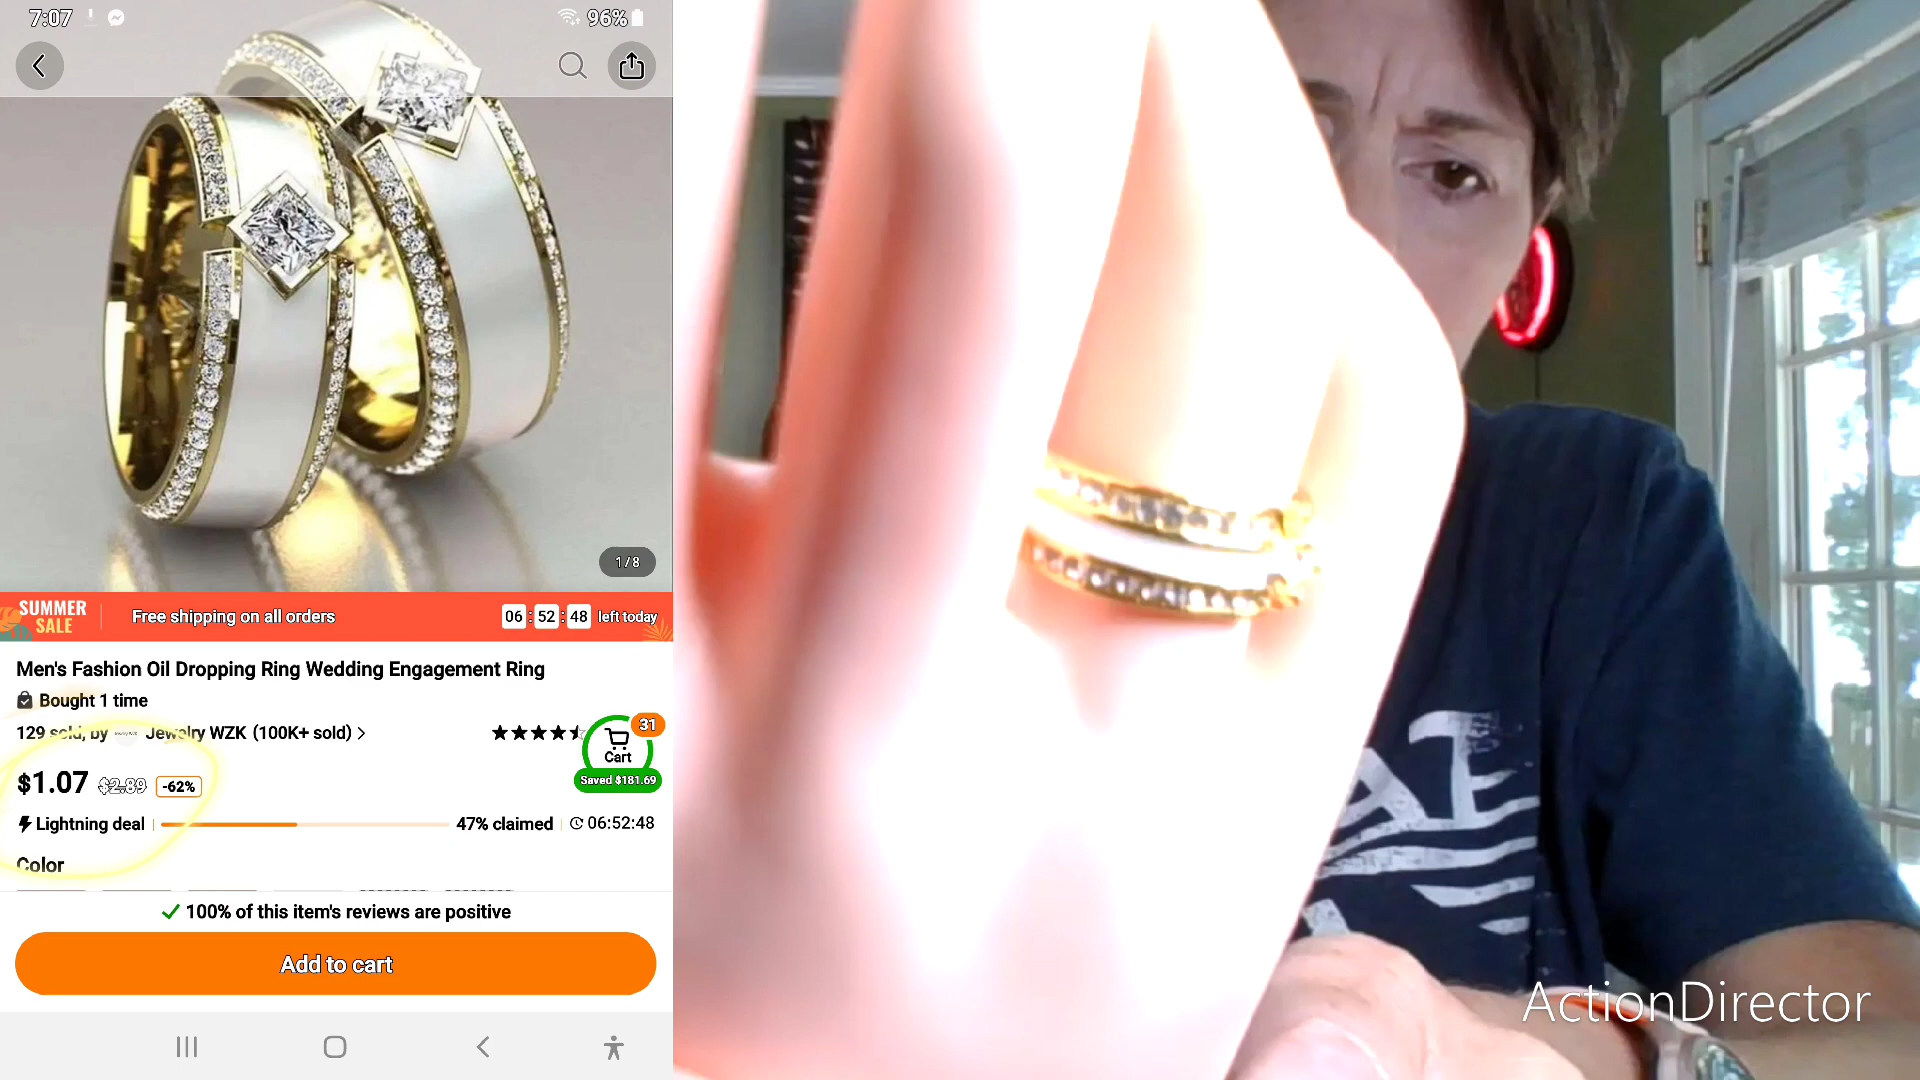 7:07
96%
1/8
SUMMER
SALE
Free shipping on all orders
06 : 52 : 48 left today
Men's Fashion Oil Dropping Ring Wedding Engagement Ring
Bought 1 time
129 sold, by Jewelry WZK (100K+ sold) >
31
Cart
Saved $181.69
$1.07 $2.89 -62%
Lightning deal
47% claimed
06:52:48
Color
100% of this item's reviews are positive
Add to cart
ActionDirector